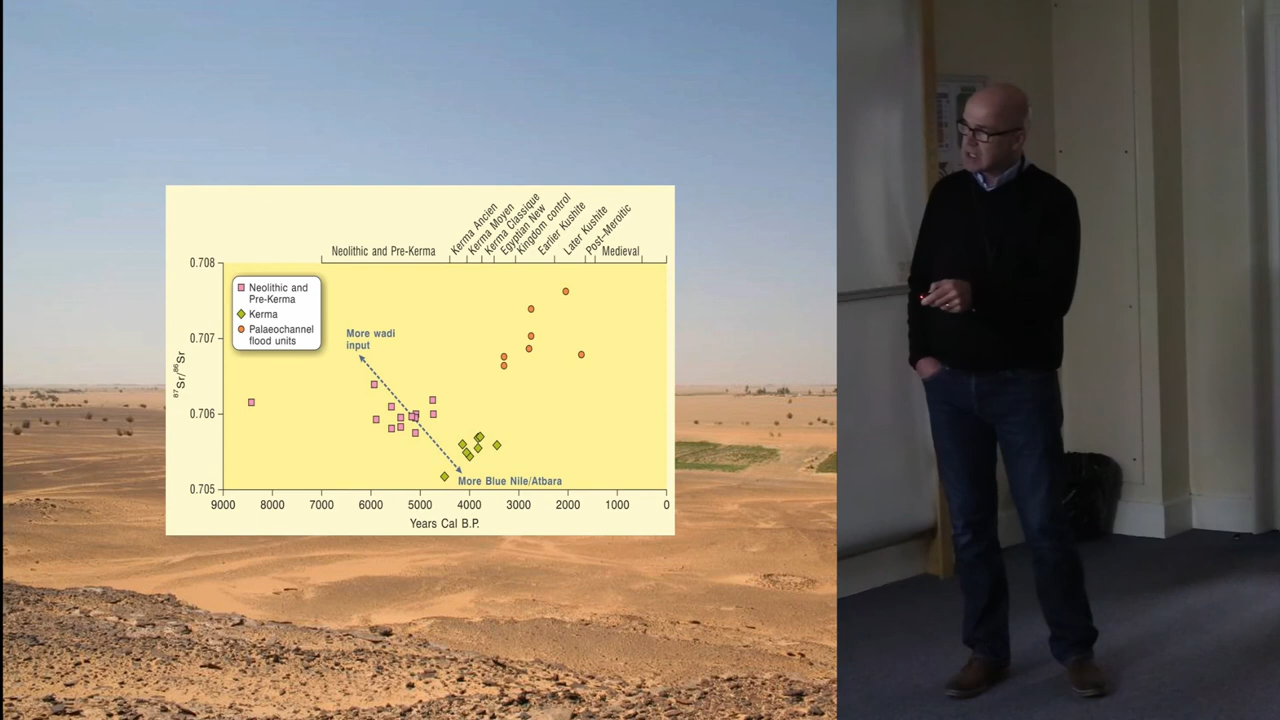 Kerma Ancien
Kerma Moyen
Kerma Classique
Egyptian New
Kingdom control
Earlier Kushite
Later Kushite
Post-Meroitic
Neolithic and Pre-Kerma
Medieval
0.708
0.707
0.706
0.705
⁸⁷Sr/⁸⁶Sr
Neolithic and
Pre-Kerma
Kerma
Palaeochannel
flood units
More wadi
input
More Blue Nile/Atbara
9000 8000 7000 6000 5000 4000 3000 2000 1000 0
Years Cal B.P.